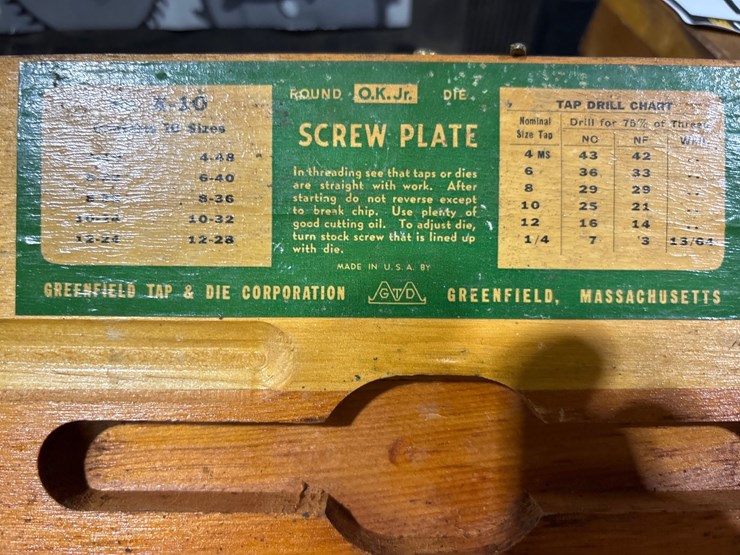 X-10
10 Sizes
4-48
6-40
8-36
10-32
12-24 12-28
ROUND O.K. Jr. DIE
SCREW PLATE
In threading see that taps or dies
are straight with work. After
starting do not reverse except
to break chip. Use plenty of
good cutting oil. To adjust die,
turn stock screw that is lined up
with die.
MADE IN U.S.A. BY
TAP DRILL CHART
Nominal Drill for 75% of Thread
Size Tap NC NF
4 MS 43 42
6 36 33
8 29 29
10 25 21
12 16 14
1/4 7 3 13/64
GREENFIELD TAP & DIE CORPORATION GTD GREENFIELD, MASSACHUSETTS